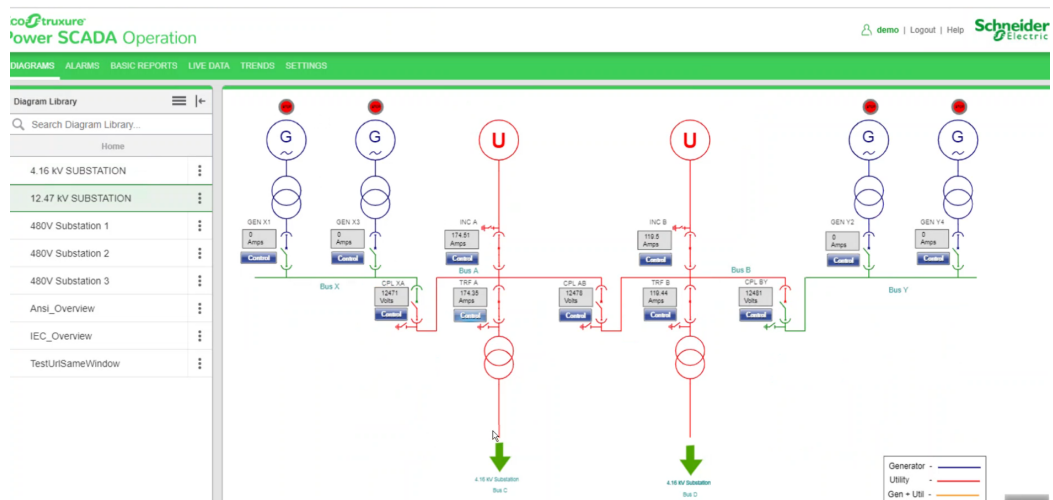 co truxure
Power SCADA Operation
demo | Logout | Help
Schneider
Electric
DIAGRAMS ALARMS BASIC REPORTS LIVE DATA TRENDS SETTINGS
Diagram Library
Search Diagram Library...
Home
4.16 kV SUBSTATION
12.47 kV SUBSTATION
480V Substation 1
480V Substation 2
480V Substation 3
Ansi_Overview
IEC_Overview
TestUrlSameWindow
G G U U G G
GEN X1 GEN X3 INC A INC B GEN Y2 GEN Y4
0 Amps
0 Amps
174.51 Amps
119.5 Amps
0 Amps
0 Amps
Control Control Control Control Control
Bus X Bus A Bus B Bus Y
CPL XA TRF A CPL AB TRF B CPL BY
12471 Volts
174.35 Amps
12478 Volts
119.44 Amps
12481 Volts
Control Control Control Control Control
4.16 kV Substation
Bus C
4.16 kV Substation
Bus D
Generator -
Utility -
Gen + Util -